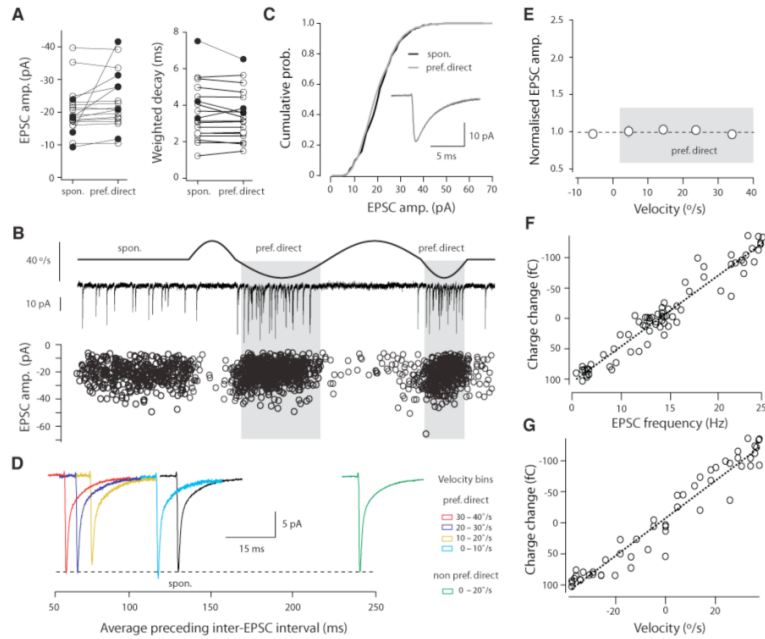 A
EPSC amp. (pA)
-40
-30
-20
-10
0
spon. pref. direct
Weighted decay (ms)
8
6
4
2
0
spon. pref. direct
C
Cumulative prob.
1.0
0.8
0.6
0.4
0.2
0
spon.
pref. direct
10 pA
5 ms
0 10 20 30 40 50 60 70
EPSC amp. (pA)
E
Normalised EPSC amp.
2.5
2.0
1.5
1.0
0.5
pref. direct
-10 0 10 20 30 40
Velocity (º/s)
B
40 º/s
spon. pref. direct pref. direct
10 pA
EPSC amp. (pA)
0
-20
-40
-60
F
Charge change (fC)
-100
-50
0
50
100
0 10 15 20 25
EPSC frequency (Hz)
D
5 pA
15 ms
spon.
Velocity bins
pref. direct
30 – 40˚/s
20 – 30˚/s
10 – 20˚/s
0 – 10˚/s
non pref. direct
0 – 20˚/s
50 100 150 200 250
Average preceding inter-EPSC interval (ms)
G
Charge change (fC)
-100
-50
0
50
100
-20 0 20
Velocity (º/s)